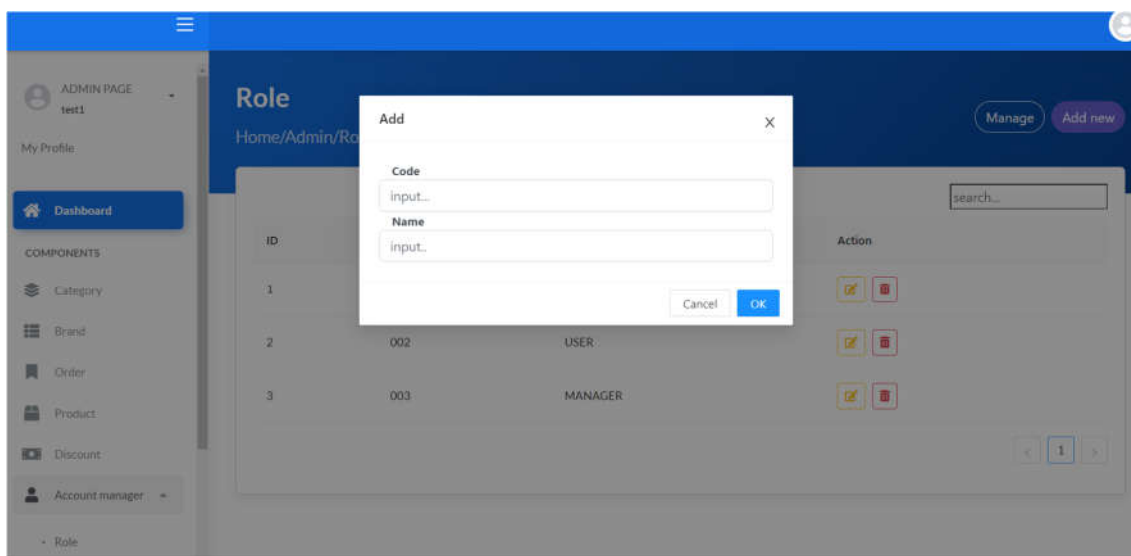 ADMIN PAGE
test1
My Profile
Dashboard
COMPONENTS
Category
Brand
Order
Product
Discount
Account manager
Role
Role
Home/Admin/Ro
Manage
Add new
search...
Add
X
Code
input...
Name
input..
Cancel
OK
ID
Action
1
2
002
USER
3
003
MANAGER
<
1
>